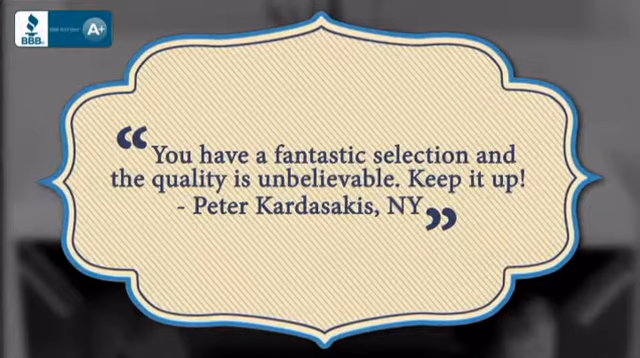 BBB.
A+
“You have a fantastic selection and
the quality is unbelievable. Keep it up!
- Peter Kardasakis, NY”